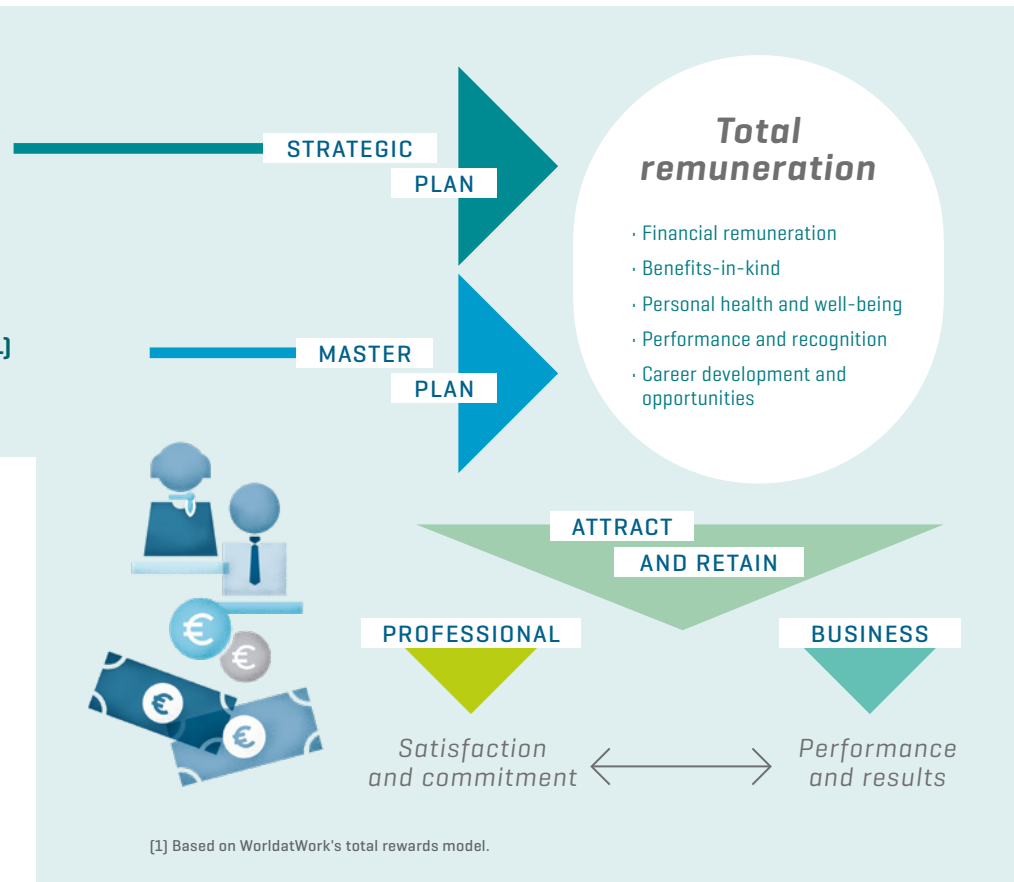 STRATEGIC
PLAN
Total
remuneration
· Financial remuneration
· Benefits-in-kind
· Personal health and well-being
· Performance and recognition
· Career development and
opportunities
MASTER
PLAN
ATTRACT
AND RETAIN
PROFESSIONAL
BUSINESS
Satisfaction
and commitment
Performance
and results
€
€
€
€
(1) Based on WorldatWork's total rewards model.